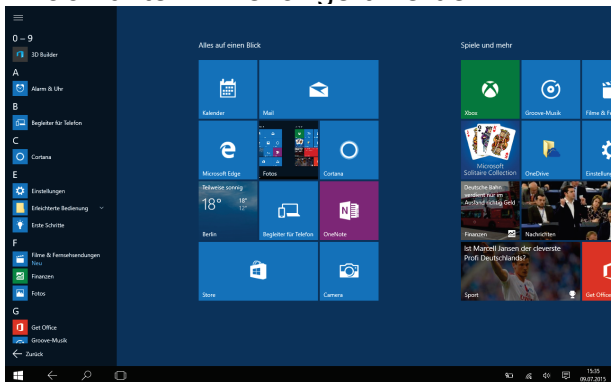 0 – 9
3D Builder
A
Alarm & Uhr
B
Begleiter für Telefon
C
Cortana
E
Einstellungen
Erleichterte Bedienung
Erste Schritte
F
Filme & Fernsehsendungen
Neu
Finanzen
Fotos
G
Get Office
Groove-Musik
Zurück
Alles auf einen Blick
Kalender
Mail
Microsoft Edge
Fotos
Cortana
Teilweise sonnig
18° 18°
12°
Berlin
Begleiter für Telefon
OneNote
Store
Camera
Spiele und mehr
Xbox
Groove-Musik
Filme & F
Microsoft
Solitaire Collection
OneDrive
Einstellun
Deutsche Bahn
verdient nur im
Ausland richtig Geld
Finanzen
Nachrichten
Ist Marcell Jansen der cleverste
Profi Deutschlands?
Sport
Get Office
15:35
09.07.2015